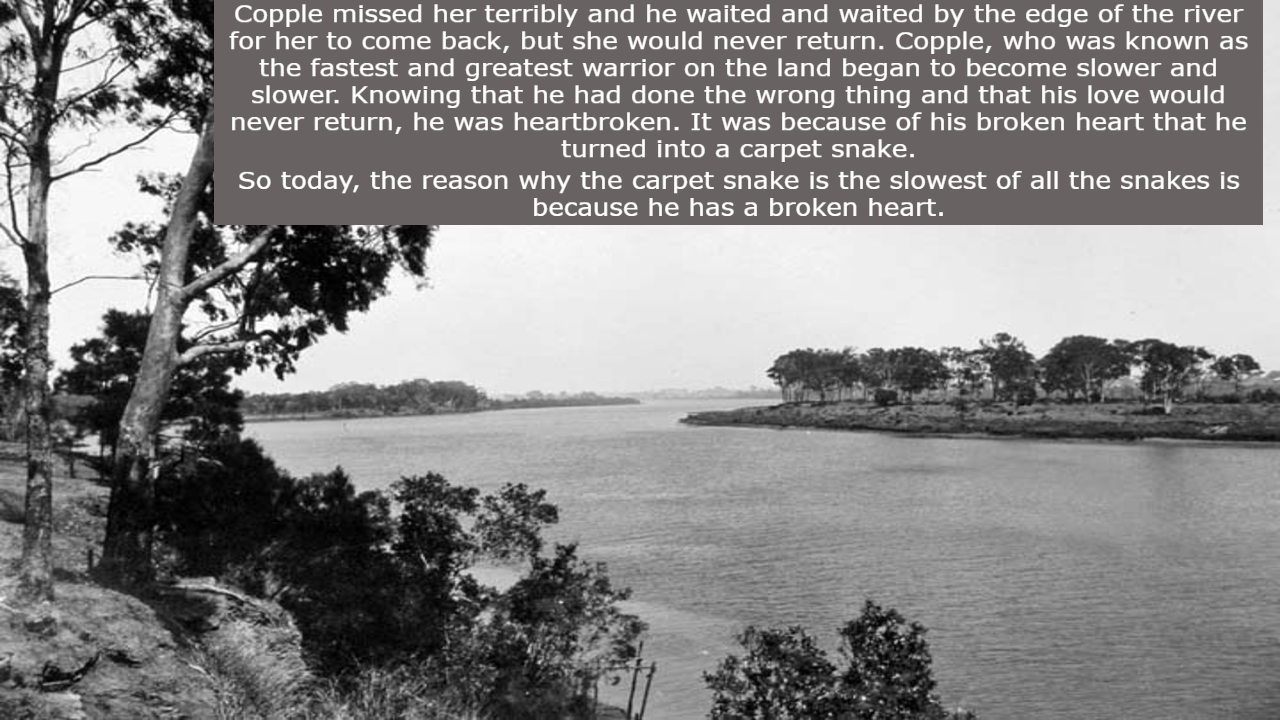 Copple missed her terribly and he waited and waited by the edge of the river
for her to come back, but she would never return. Copple, who was known as
the fastest and greatest warrior on the land began to become slower and
slower. Knowing that he had done the wrong thing and that his love would
never return, he was heartbroken. It was because of his broken heart that he
turned into a carpet snake.
So today, the reason why the carpet snake is the slowest of all the snakes is
because he has a broken heart.